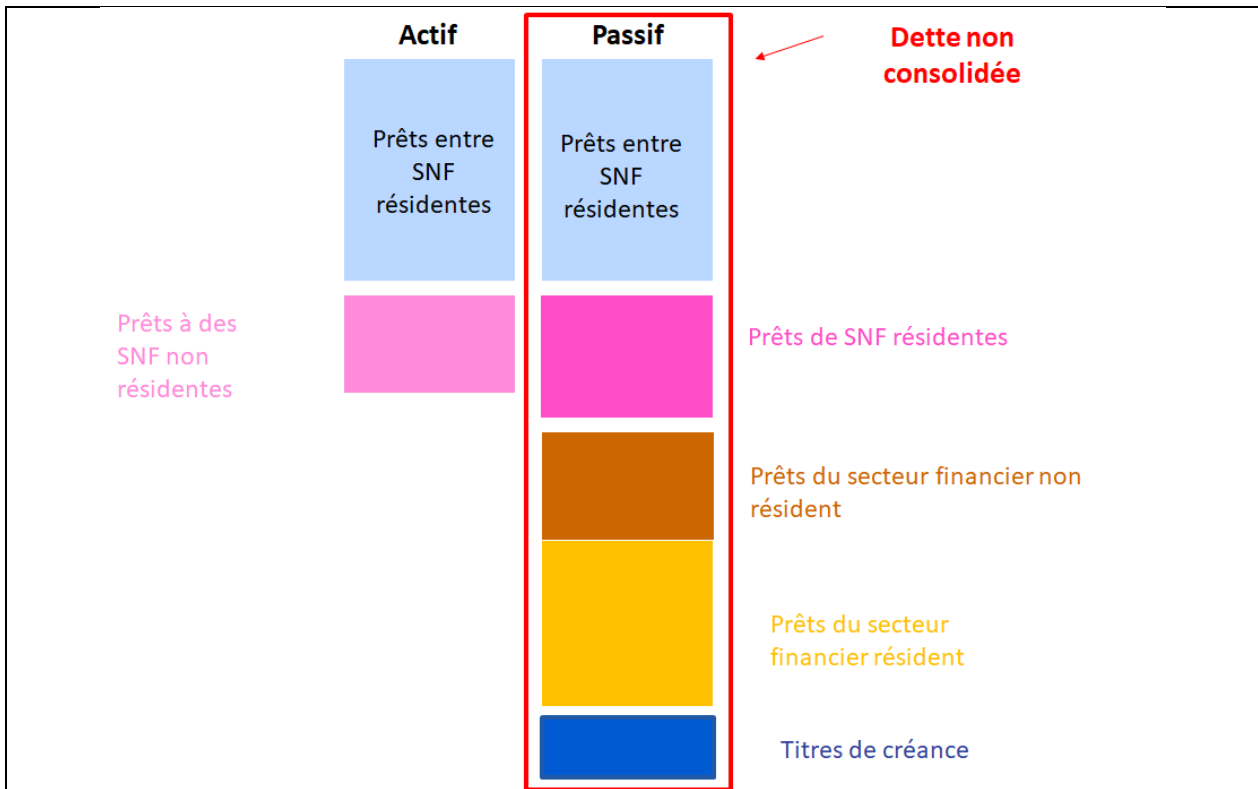 Actif
Passif
Dette non
consolidée
Prêts entre
SNF
résidentes
Prêts entre
SNF
résidentes
Prêts à des
SNF non
résidentes
Prêts de SNF résidentes
Prêts du secteur financier non
résident
Prêts du secteur
financier résident
Titres de créance